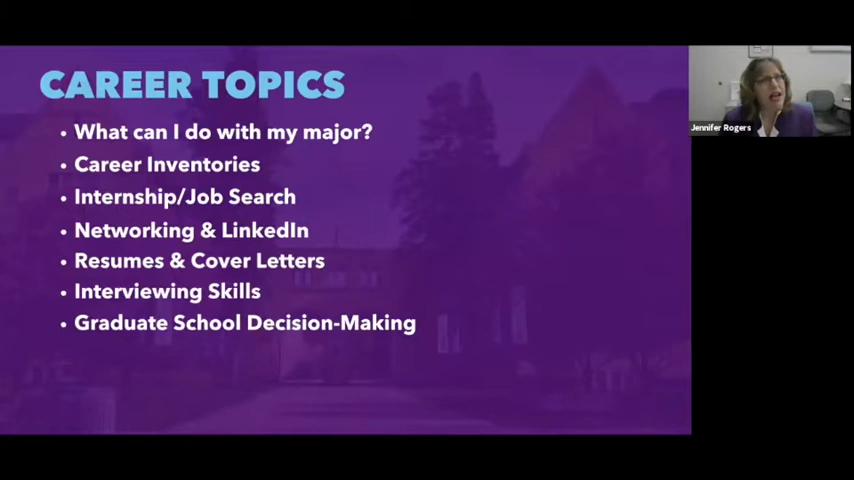 CAREER TOPICS
• What can I do with my major?
• Career Inventories
• Internship/Job Search
• Networking & LinkedIn
• Resumes & Cover Letters
• Interviewing Skills
• Graduate School Decision-Making
Jennifer Rogers